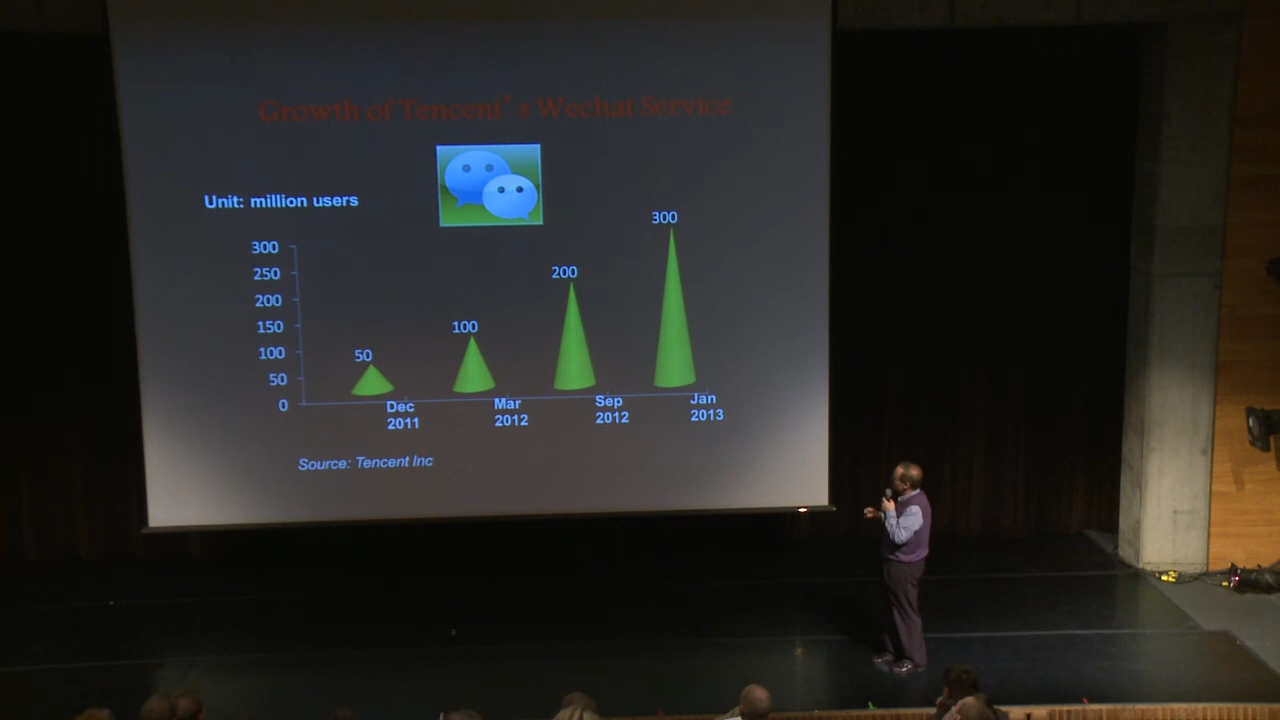 Growth of Tencent’s Wechat Service
Unit: million users
300
250
200
150
100
50
0
50
100
200
300
Dec
2011
Mar
2012
Sep
2012
Jan
2013
Source: Tencent Inc